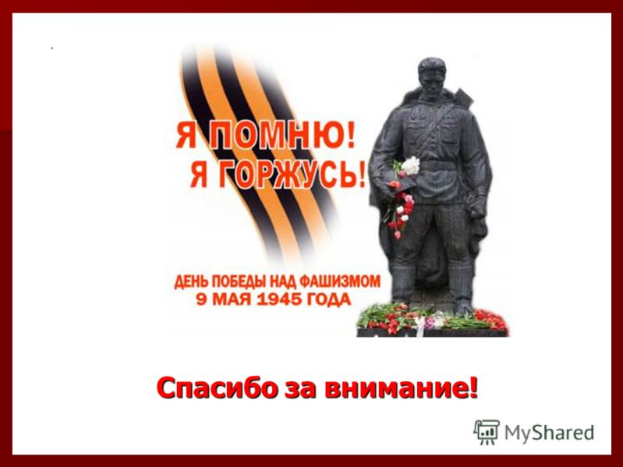 Я ПОМНЮ!
Я ГОРЖУСЬ!
ДЕНЬ ПОБЕДЫ НАД ФАШИЗМОМ
9 МАЯ 1945 ГОДА
Спасибо за внимание!
MyShared